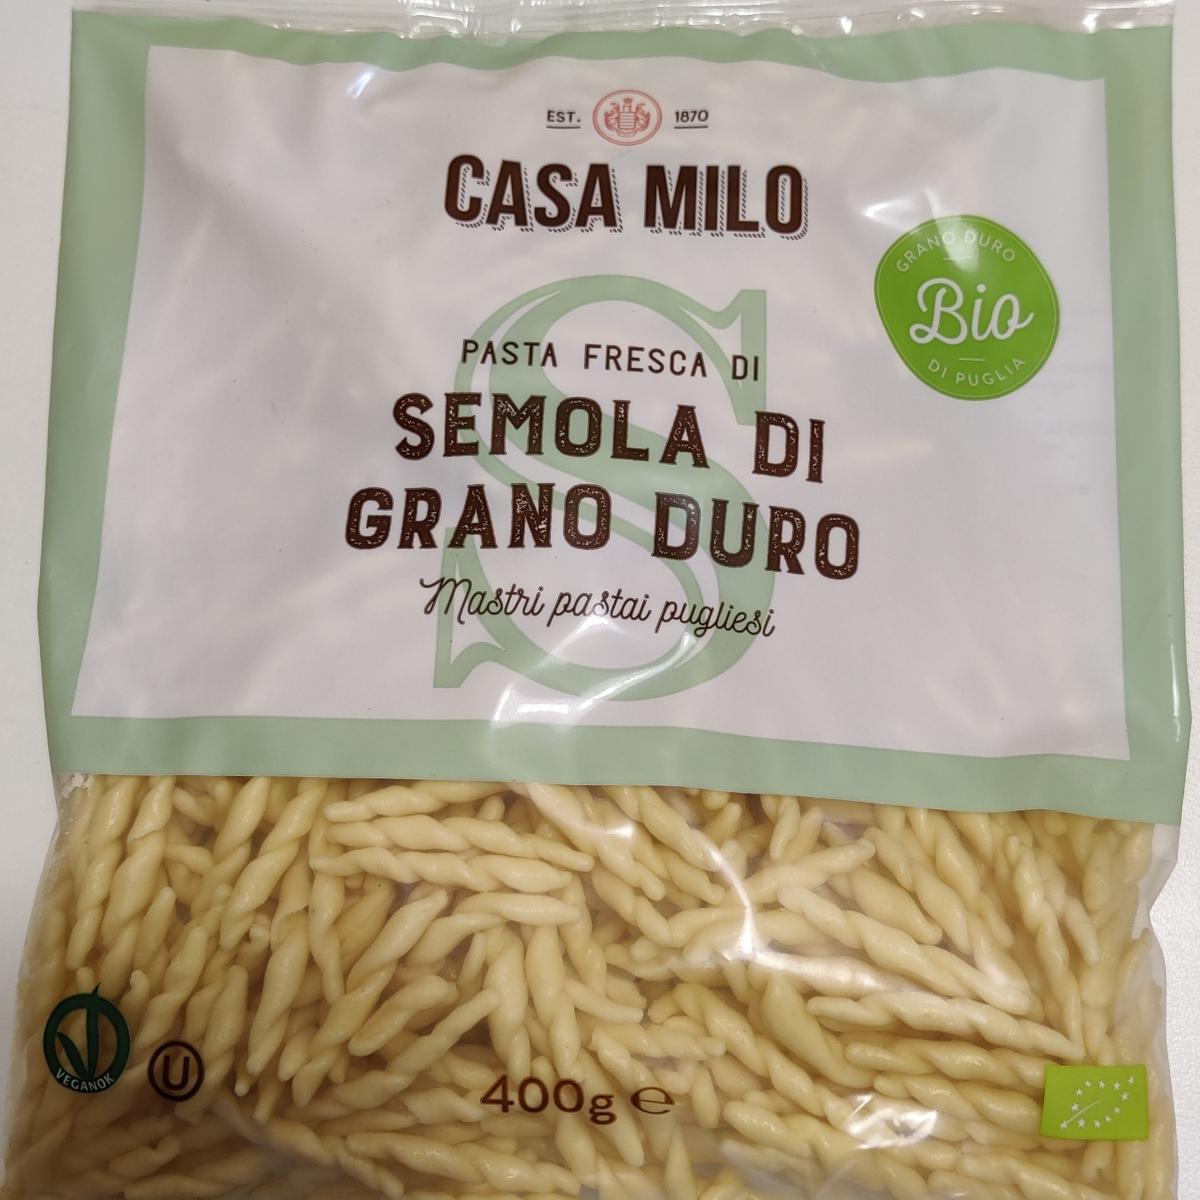 EST. 1870
CASA MILO
GRANO DURO
Bio
DI PUGLIA
PASTA FRESCA DI
SEMOLA DI
GRANO DURO
Mastri pastai pugliesi
VEGANOK
U
400g ℮